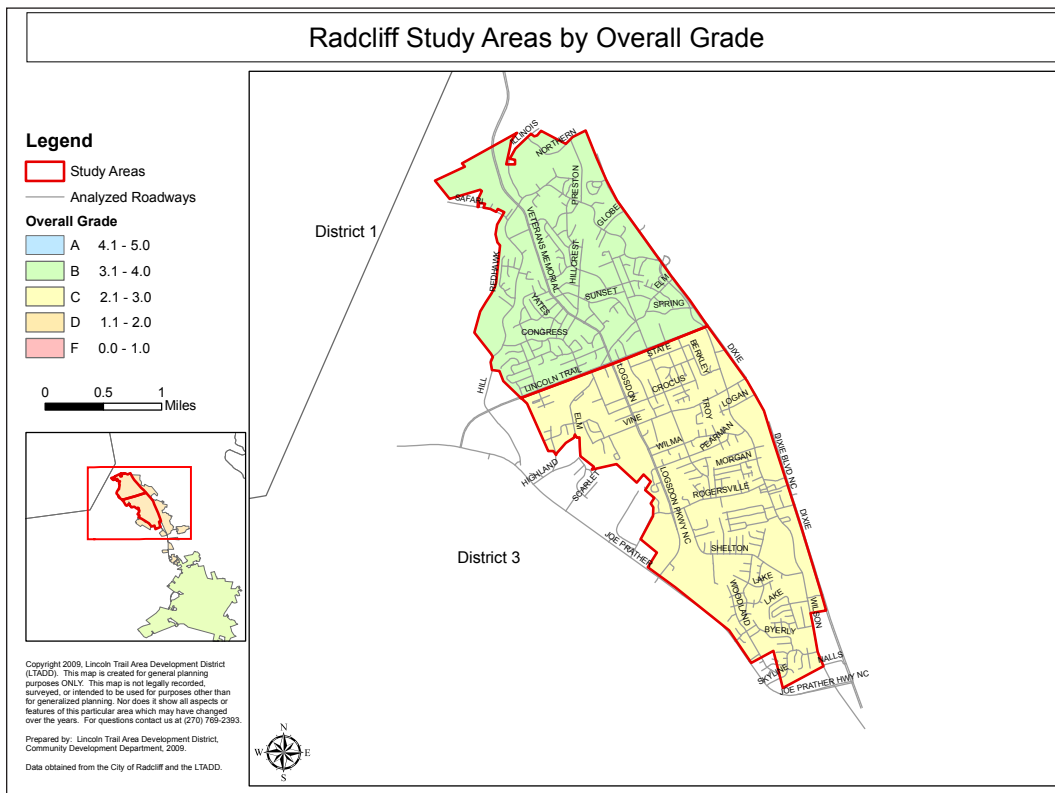 Radcliff Study Areas by Overall Grade
Legend
Study Areas
Analyzed Roadways
Overall Grade
A 4.1 - 5.0
B 3.1 - 4.0
C 2.1 - 3.0
D 1.1 - 2.0
F 0.0 - 1.0
0 0.5 1
Miles
Copyright 2009, Lincoln Trail Area Development District
(LTADD). This map is created for general planning
purposes ONLY. This map is not legally recorded,
surveyed, or intended to be used for purposes other than
for generalized planning. Nor does it show all aspects or
features of this particular area which may have changed
over the years. For questions contact us at (270) 769-2393.
Prepared by: Lincoln Trail Area Development District,
Community Development Department, 2009.
Data obtained from the City of Radcliff and the LTADD.
N
W E
S
District 1
District 3
ILLINOIS
NORTHERN
SAFARI
PRESTON
GLOBE
VETERANS MEMORIAL
REDHAWK
HILLCREST
ELM
SUNSET
SPRING
YATES
CONGRESS
STATE
LINCOLN TRAIL
HILL
DIXIE
BERKLEY
LOGSDON
CROCUS
TROY
LOGAN
ELM
VINE
WILMA
PEARMAN
DIXIE BLVD NC
MORGAN
HIGHLAND
SCARLET
LOGSDON PKWY NC
ROGERSVILLE
DIXIE
JOE PRATHER
SHELTON
LAKE
LAKE
WOODLAND
WILSON
BYERLY
NALLS
SKYLINE
JOE PRATHER HWY NC